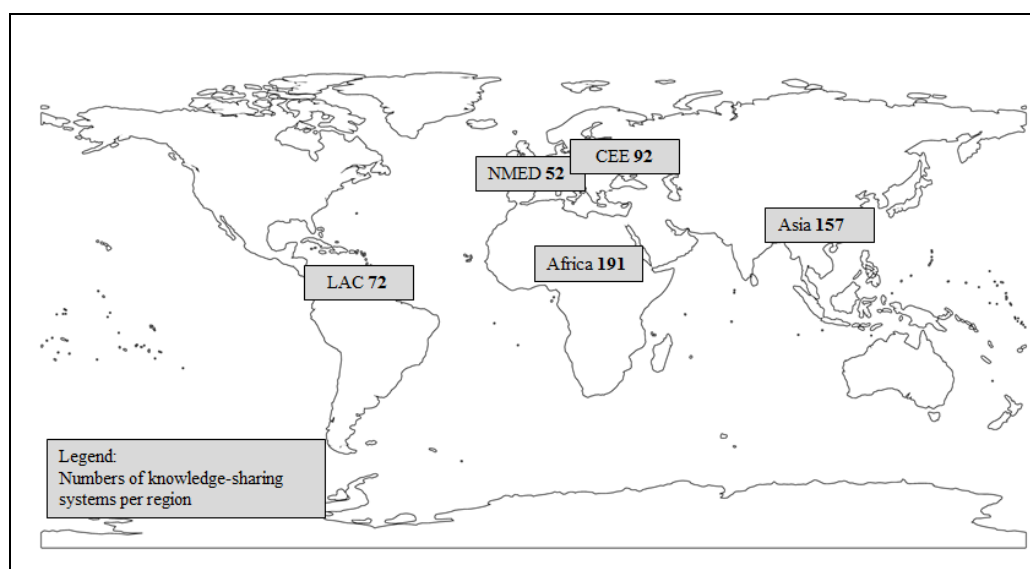 CEE 92
NMED 52
Asia 157
Africa 191
LAC 72
Legend:
Numbers of knowledge-sharing
systems per region